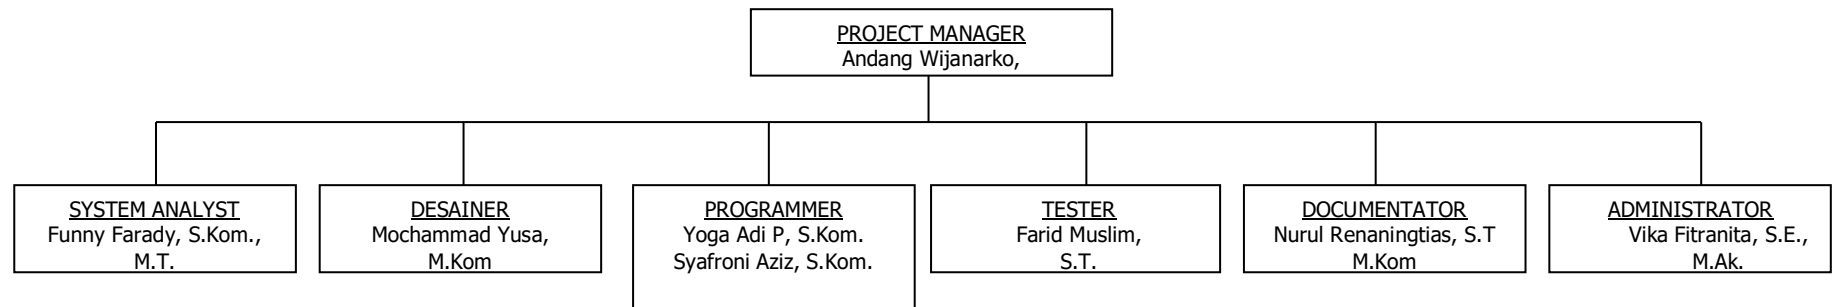 PROJECT MANAGER
Andang Wijanarko,
SYSTEM ANALYST
Funny Farady, S.Kom.,
M.T.
DESAINER
Mochammad Yusa,
M.Kom
PROGRAMMER
Yoga Adi P, S.Kom.
Syafroni Aziz, S.Kom.
TESTER
Farid Muslim,
S.T.
DOCUMENTATOR
Nurul Renaningtias, S.T
M.Kom
ADMINISTRATOR
Vika Fitranita, S.E.,
M.Ak.